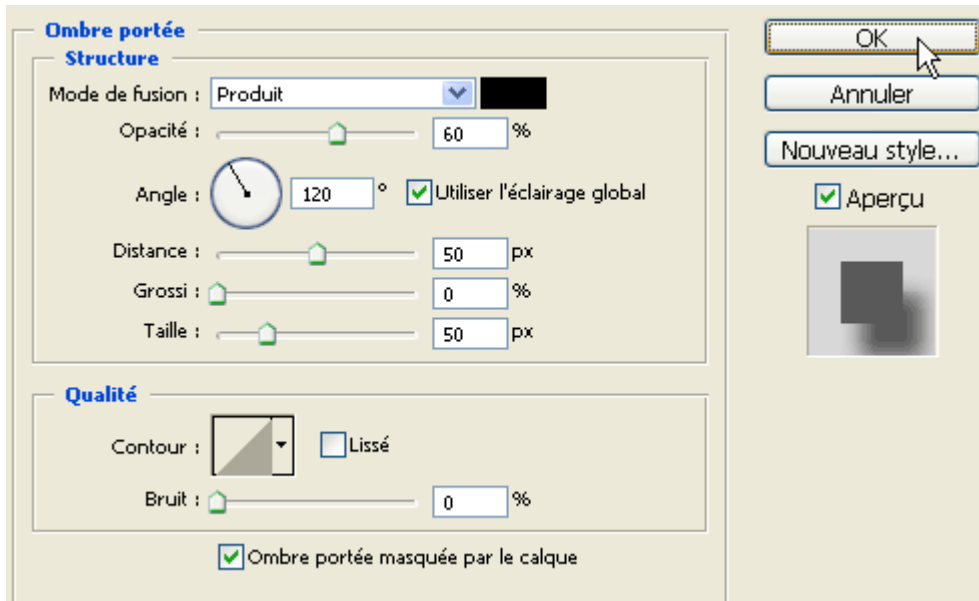 Ombre portée
Structure
Mode de fusion : Produit
Opacité : 60 %
Angle : 120 ° Utiliser l'éclairage global
Distance : 50 px
Grossi : 0 %
Taille : 50 px
Qualité
Contour : Lissé
Bruit : 0 %
Ombre portée masquée par le calque
OK
Annuler
Nouveau style...
Aperçu